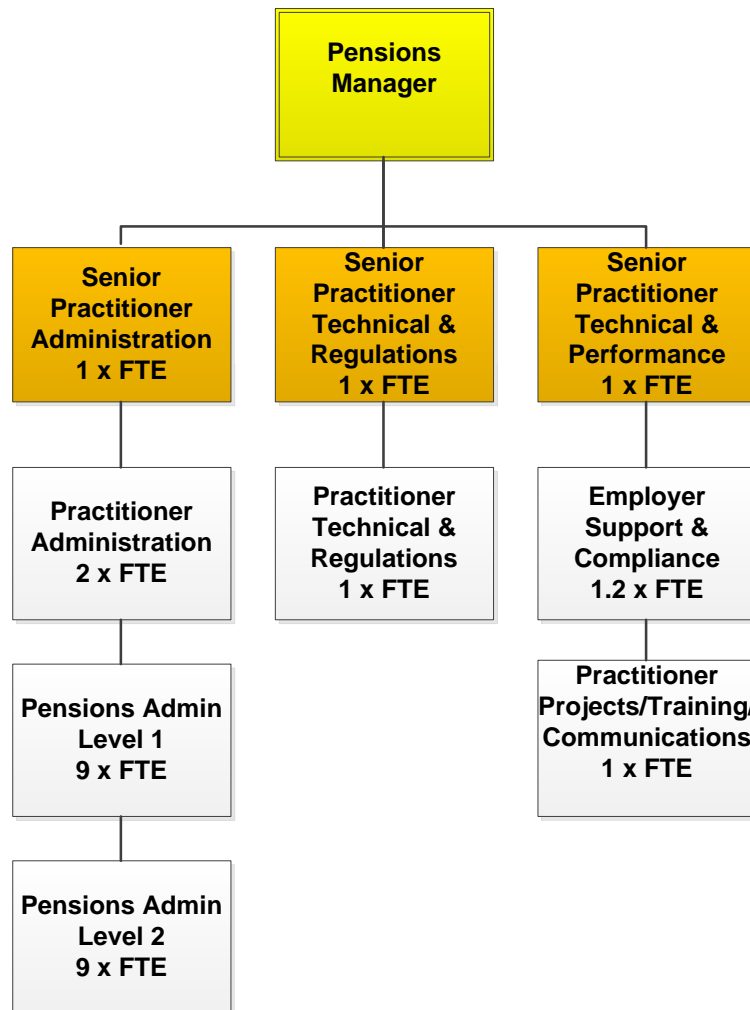 Pensions
Manager
Senior
Practitioner
Administration
1 x FTE
Senior
Practitioner
Technical &
Regulations
1 x FTE
Senior
Practitioner
Technical &
Performance
1 x FTE
Practitioner
Administration
2 x FTE
Practitioner
Technical &
Regulations
1 x FTE
Employer
Support &
Compliance
1.2 x FTE
Pensions Admin
Level 1
9 x FTE
Practitioner
Projects/Training/
Communications
1 x FTE
Pensions Admin
Level 2
9 x FTE